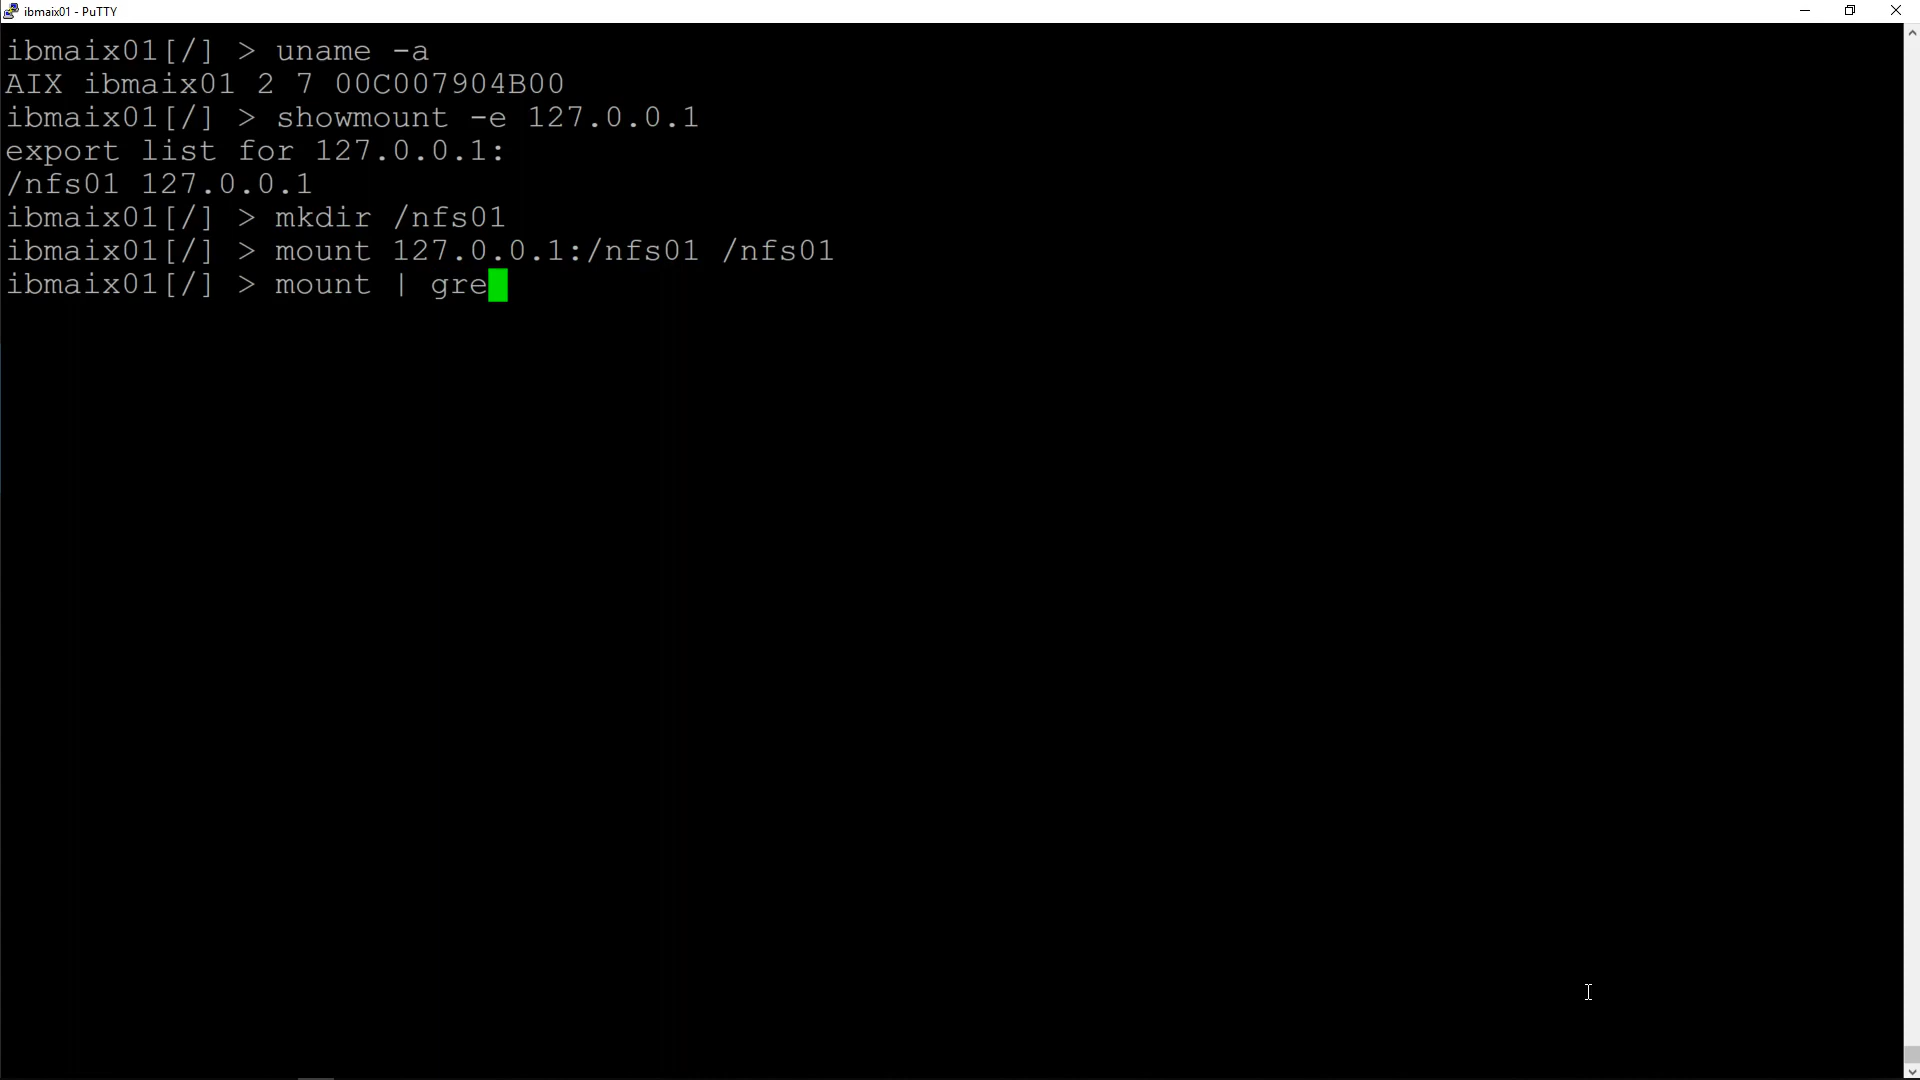 ibmaix01 - PuTTY
ibmaix01[/] > uname -a
AIX ibmaix01 2 7 00C007904B00
ibmaix01[/] > showmount -e 127.0.0.1
export list for 127.0.0.1:
/nfs01 127.0.0.1
ibmaix01[/] > mkdir /nfs01
ibmaix01[/] > mount 127.0.0.1:/nfs01 /nfs01
ibmaix01[/] > mount | gre